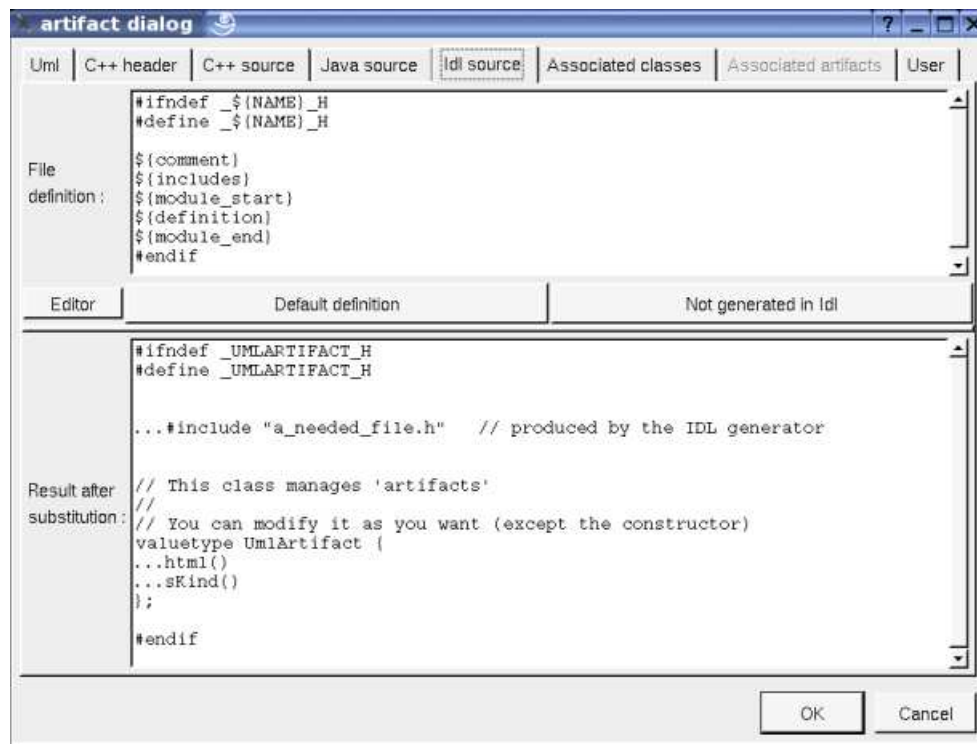 artifact dialog
Uml C++ header C++ source Java source Idl source Associated classes Associated artifacts User
#ifndef _${NAME}_H
#define _${NAME}_H
File
definition :
${comment}
${includes}
${module_start}
${definition}
${module_end}
#endif
Editor Default definition Not generated in Idl
Result after
substitution :
#ifndef _UMLARTIFACT_H
#define _UMLARTIFACT_H
...#include "a_needed_file.h" // produced by the IDL generator
// This class manages 'artifacts'
//
// You can modify it as you want (except the constructor)
valuetype UmlArtifact {
...html()
...sKind()
};
#endif
OK Cancel